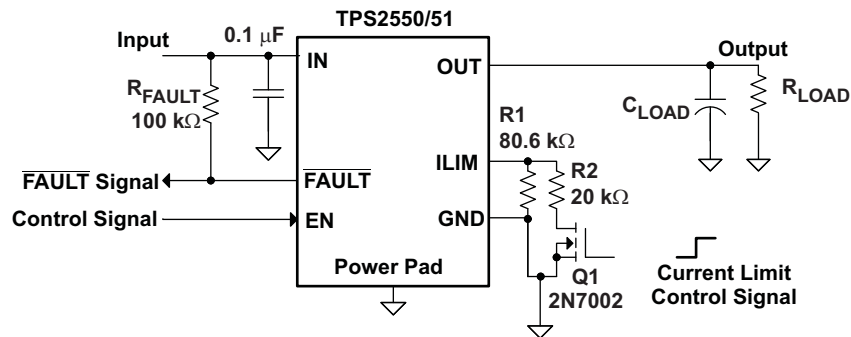 TPS2550/51
Input
0.1 μF
IN
OUT
Output
R_FAULT
100 kΩ
C_LOAD
R_LOAD
R1
80.6 kΩ
ILIM
R2
20 kΩ
FAULT Signal
FAULT
Control Signal
EN
GND
Power Pad
Q1
2N7002
Current Limit
Control Signal